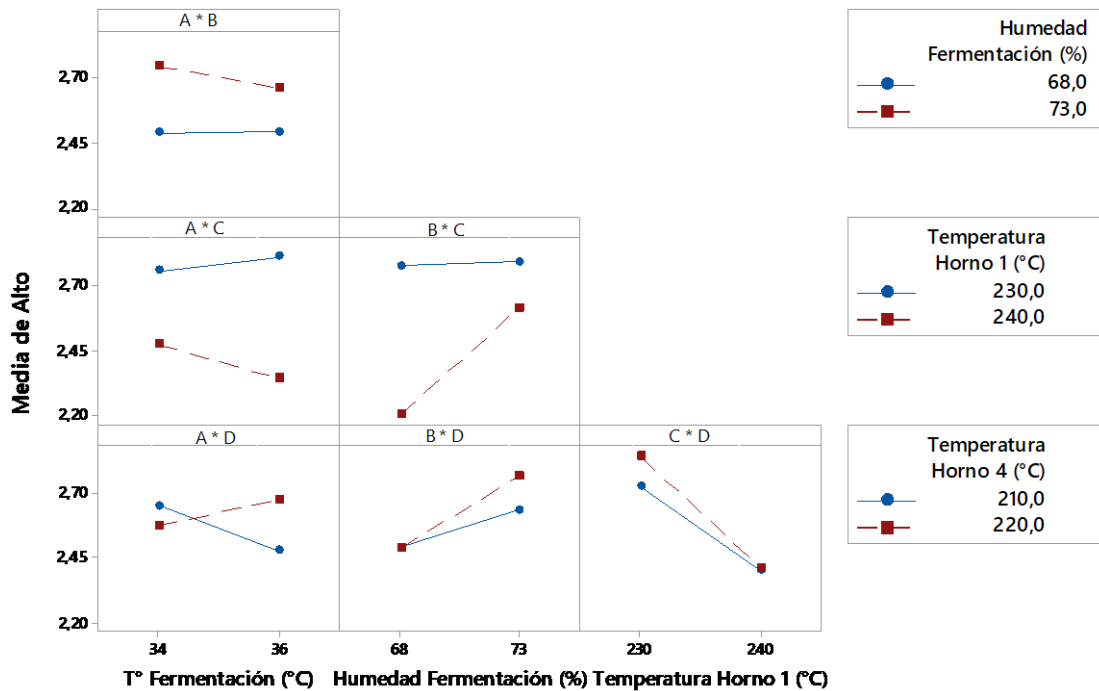 A * B
2,70
2,45
2,20
Humedad
Fermentación (%)
68,0
73,0
A * C
B * C
2,70
2,45
2,20
Temperatura
Horno 1 (°C)
230,0
240,0
Media de Alto
A * D
B * D
C * D
2,70
2,45
2,20
Temperatura
Horno 4 (°C)
210,0
220,0
34 36 68 73 230 240
T° Fermentación (°C) Humedad Fermentación (%) Temperatura Horno 1 (°C)